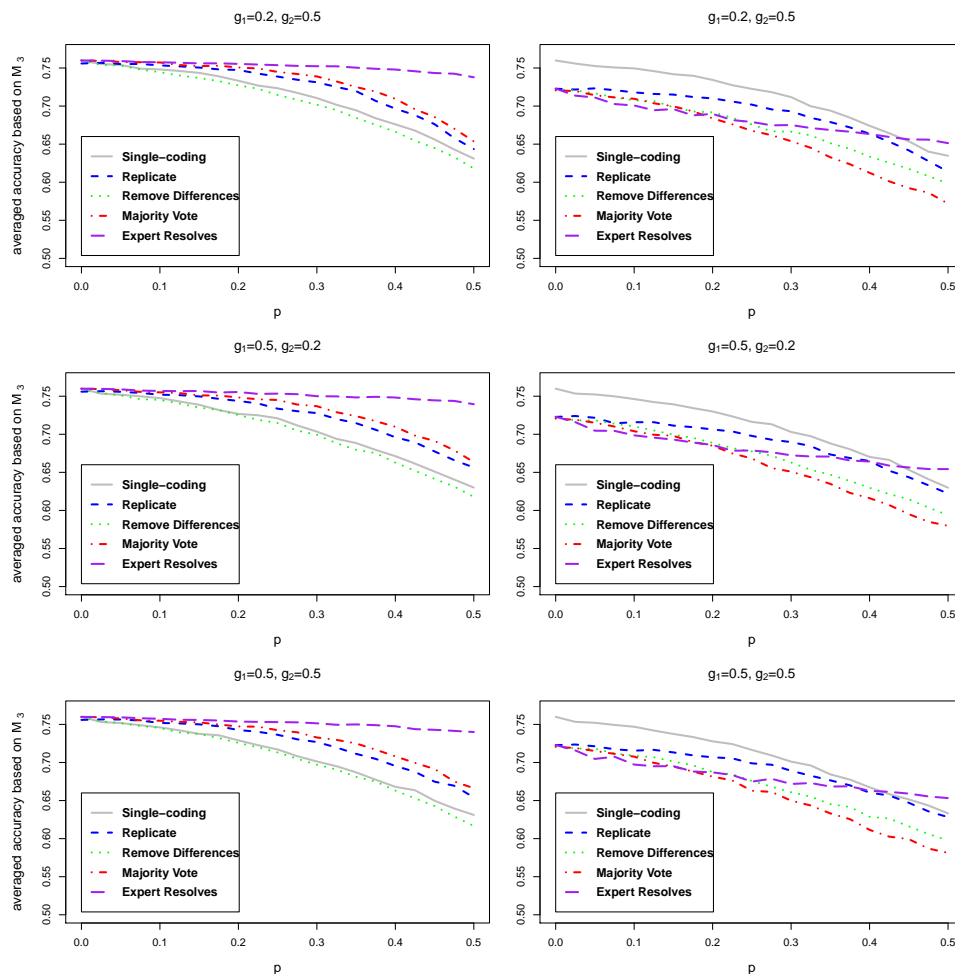 g1=0.2, g2=0.5
averaged accuracy based on M 3
0.50 0.55 0.60 0.65 0.70 0.75
Single−coding
Replicate
Remove Differences
Majority Vote
Expert Resolves
0.0 0.1 0.2 0.3 0.4 0.5
p
g1=0.2, g2=0.5
0.50 0.55 0.60 0.65 0.70 0.75
Single−coding
Replicate
Remove Differences
Majority Vote
Expert Resolves
0.0 0.1 0.2 0.3 0.4 0.5
p
g1=0.5, g2=0.2
averaged accuracy based on M 3
0.50 0.55 0.60 0.65 0.70 0.75
Single−coding
Replicate
Remove Differences
Majority Vote
Expert Resolves
0.0 0.1 0.2 0.3 0.4 0.5
p
g1=0.5, g2=0.2
0.50 0.55 0.60 0.65 0.70 0.75
Single−coding
Replicate
Remove Differences
Majority Vote
Expert Resolves
0.0 0.1 0.2 0.3 0.4 0.5
p
g1=0.5, g2=0.5
averaged accuracy based on M 3
0.50 0.55 0.60 0.65 0.70 0.75
Single−coding
Replicate
Remove Differences
Majority Vote
Expert Resolves
0.0 0.1 0.2 0.3 0.4 0.5
p
g1=0.5, g2=0.5
0.50 0.55 0.60 0.65 0.70 0.75
Single−coding
Replicate
Remove Differences
Majority Vote
Expert Resolves
0.0 0.1 0.2 0.3 0.4 0.5
p